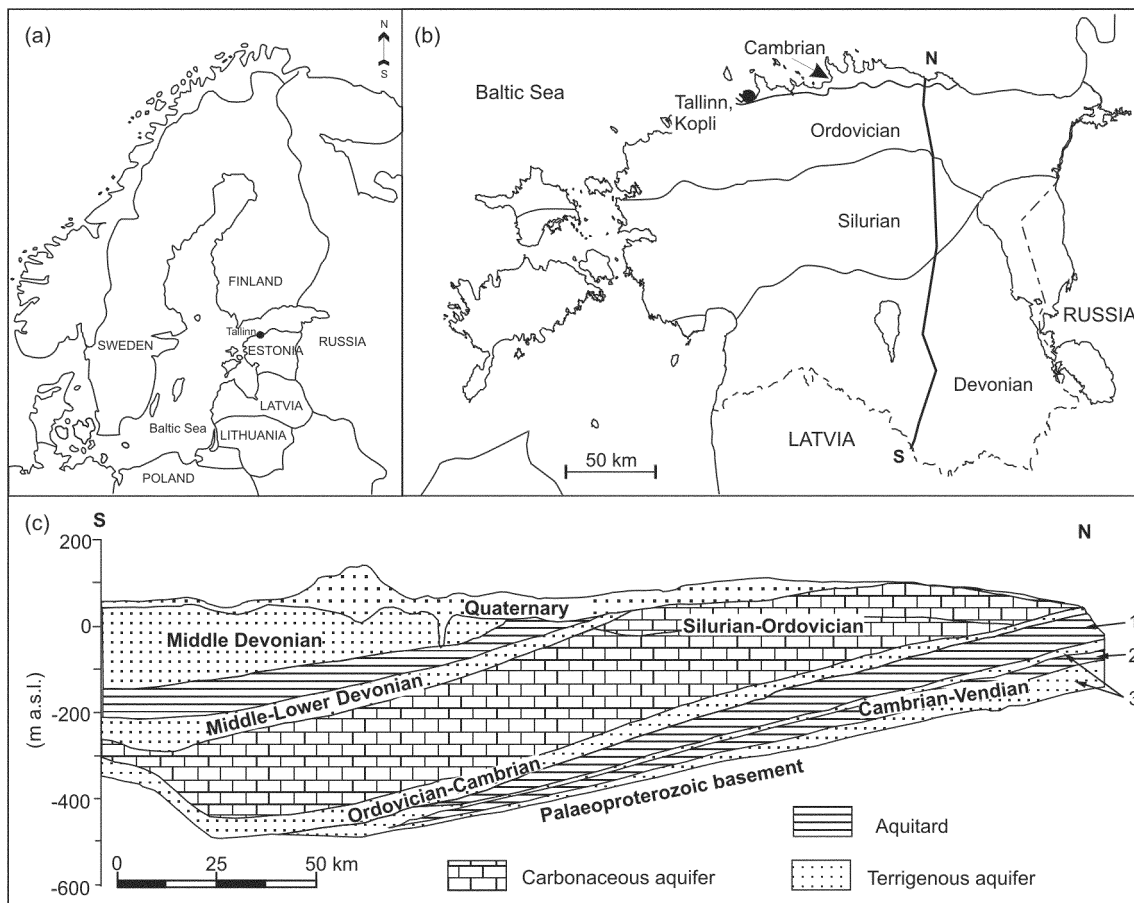 (a)
N
S
FINLAND
Tallinn
SWEDEN
ESTONIA
RUSSIA
LATVIA
Baltic Sea
LITHUANIA
POLAND
(b)
Cambrian
N
Baltic Sea
Tallinn,
Kopli
Ordovician
Silurian
RUSSIA
Devonian
LATVIA
50 km
S
(c)
S
N
200
0
-200
-400
-600
(m a.s.l.)
Quaternary
Middle Devonian
Silurian-Ordovician
1
2
3
Middle-Lower Devonian
Cambrian-Vendian
Ordovician-Cambrian
Palaeoproterozoic basement
Aquitard
0 25 50 km
Carbonaceous aquifer
Terrigenous aquifer